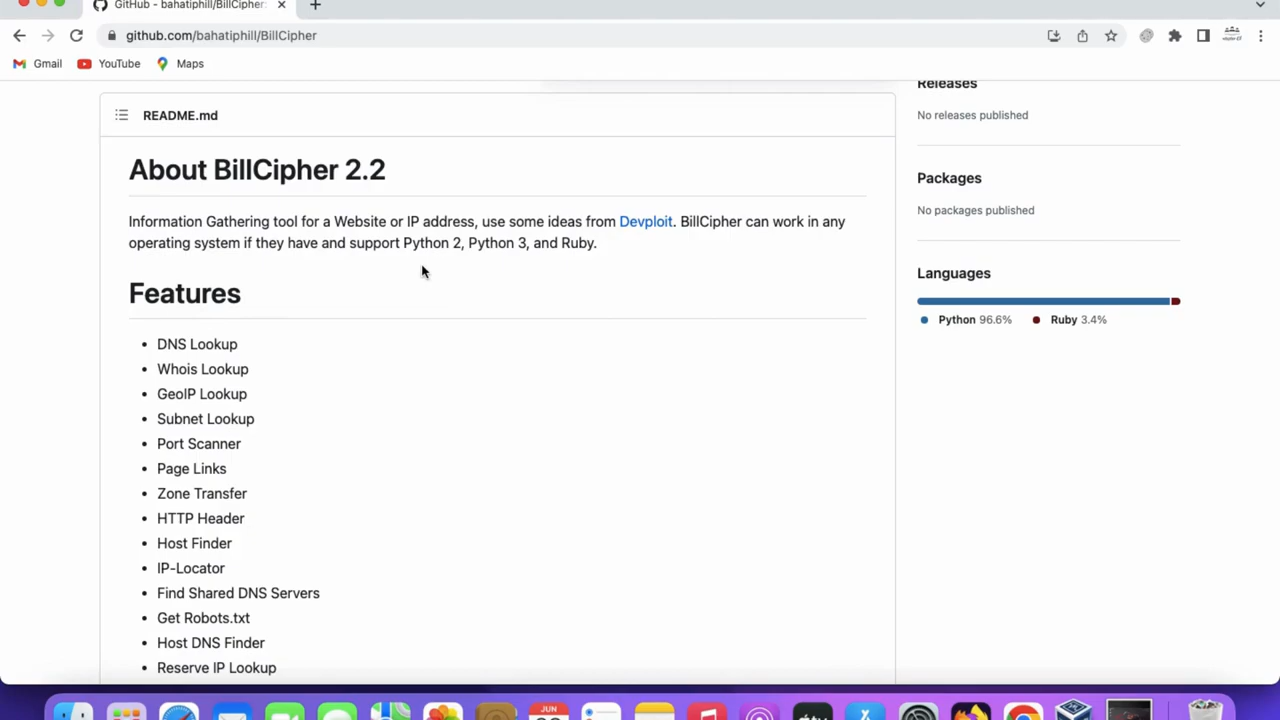 GitHub - bahatiphill/BillCipher:
github.com/bahatiphill/BillCipher
Gmail YouTube Maps
README.md
About BillCipher 2.2
Information Gathering tool for a Website or IP address, use some ideas from Devploit. BillCipher can work in any
operating system if they have and support Python 2, Python 3, and Ruby.
Features
DNS Lookup
Whois Lookup
GeoIP Lookup
Subnet Lookup
Port Scanner
Page Links
Zone Transfer
HTTP Header
Host Finder
IP-Locator
Find Shared DNS Servers
Get Robots.txt
Host DNS Finder
Reserve IP Lookup
Releases
No releases published
Packages
No packages published
Languages
Python 96.6% Ruby 3.4%
JUN